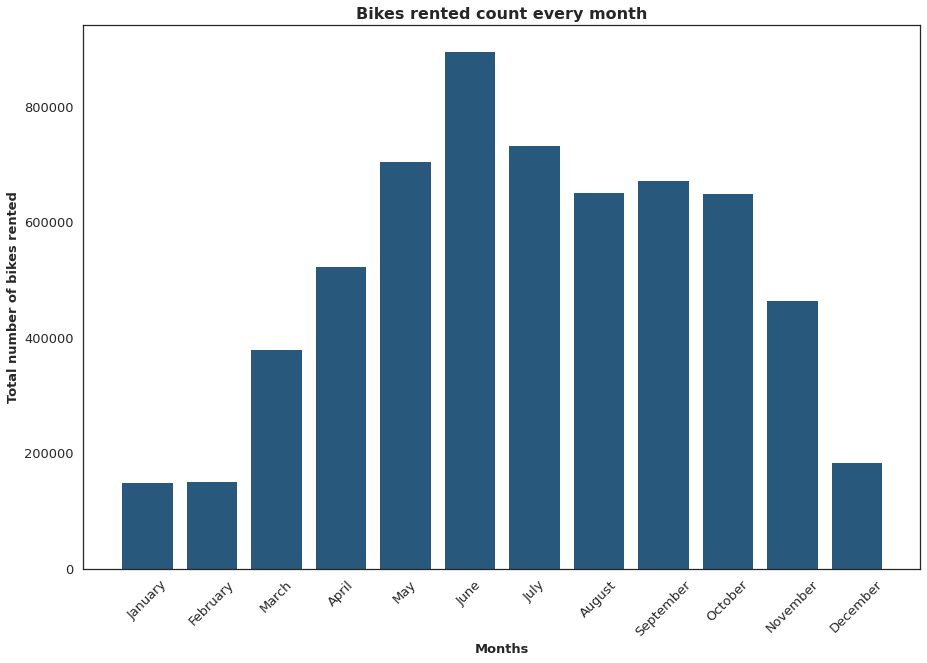 Bikes rented count every month
Total number of bikes rented
800000
600000
400000
200000
0
January
February
March
April
May
June
July
August
September
October
November
December
Months